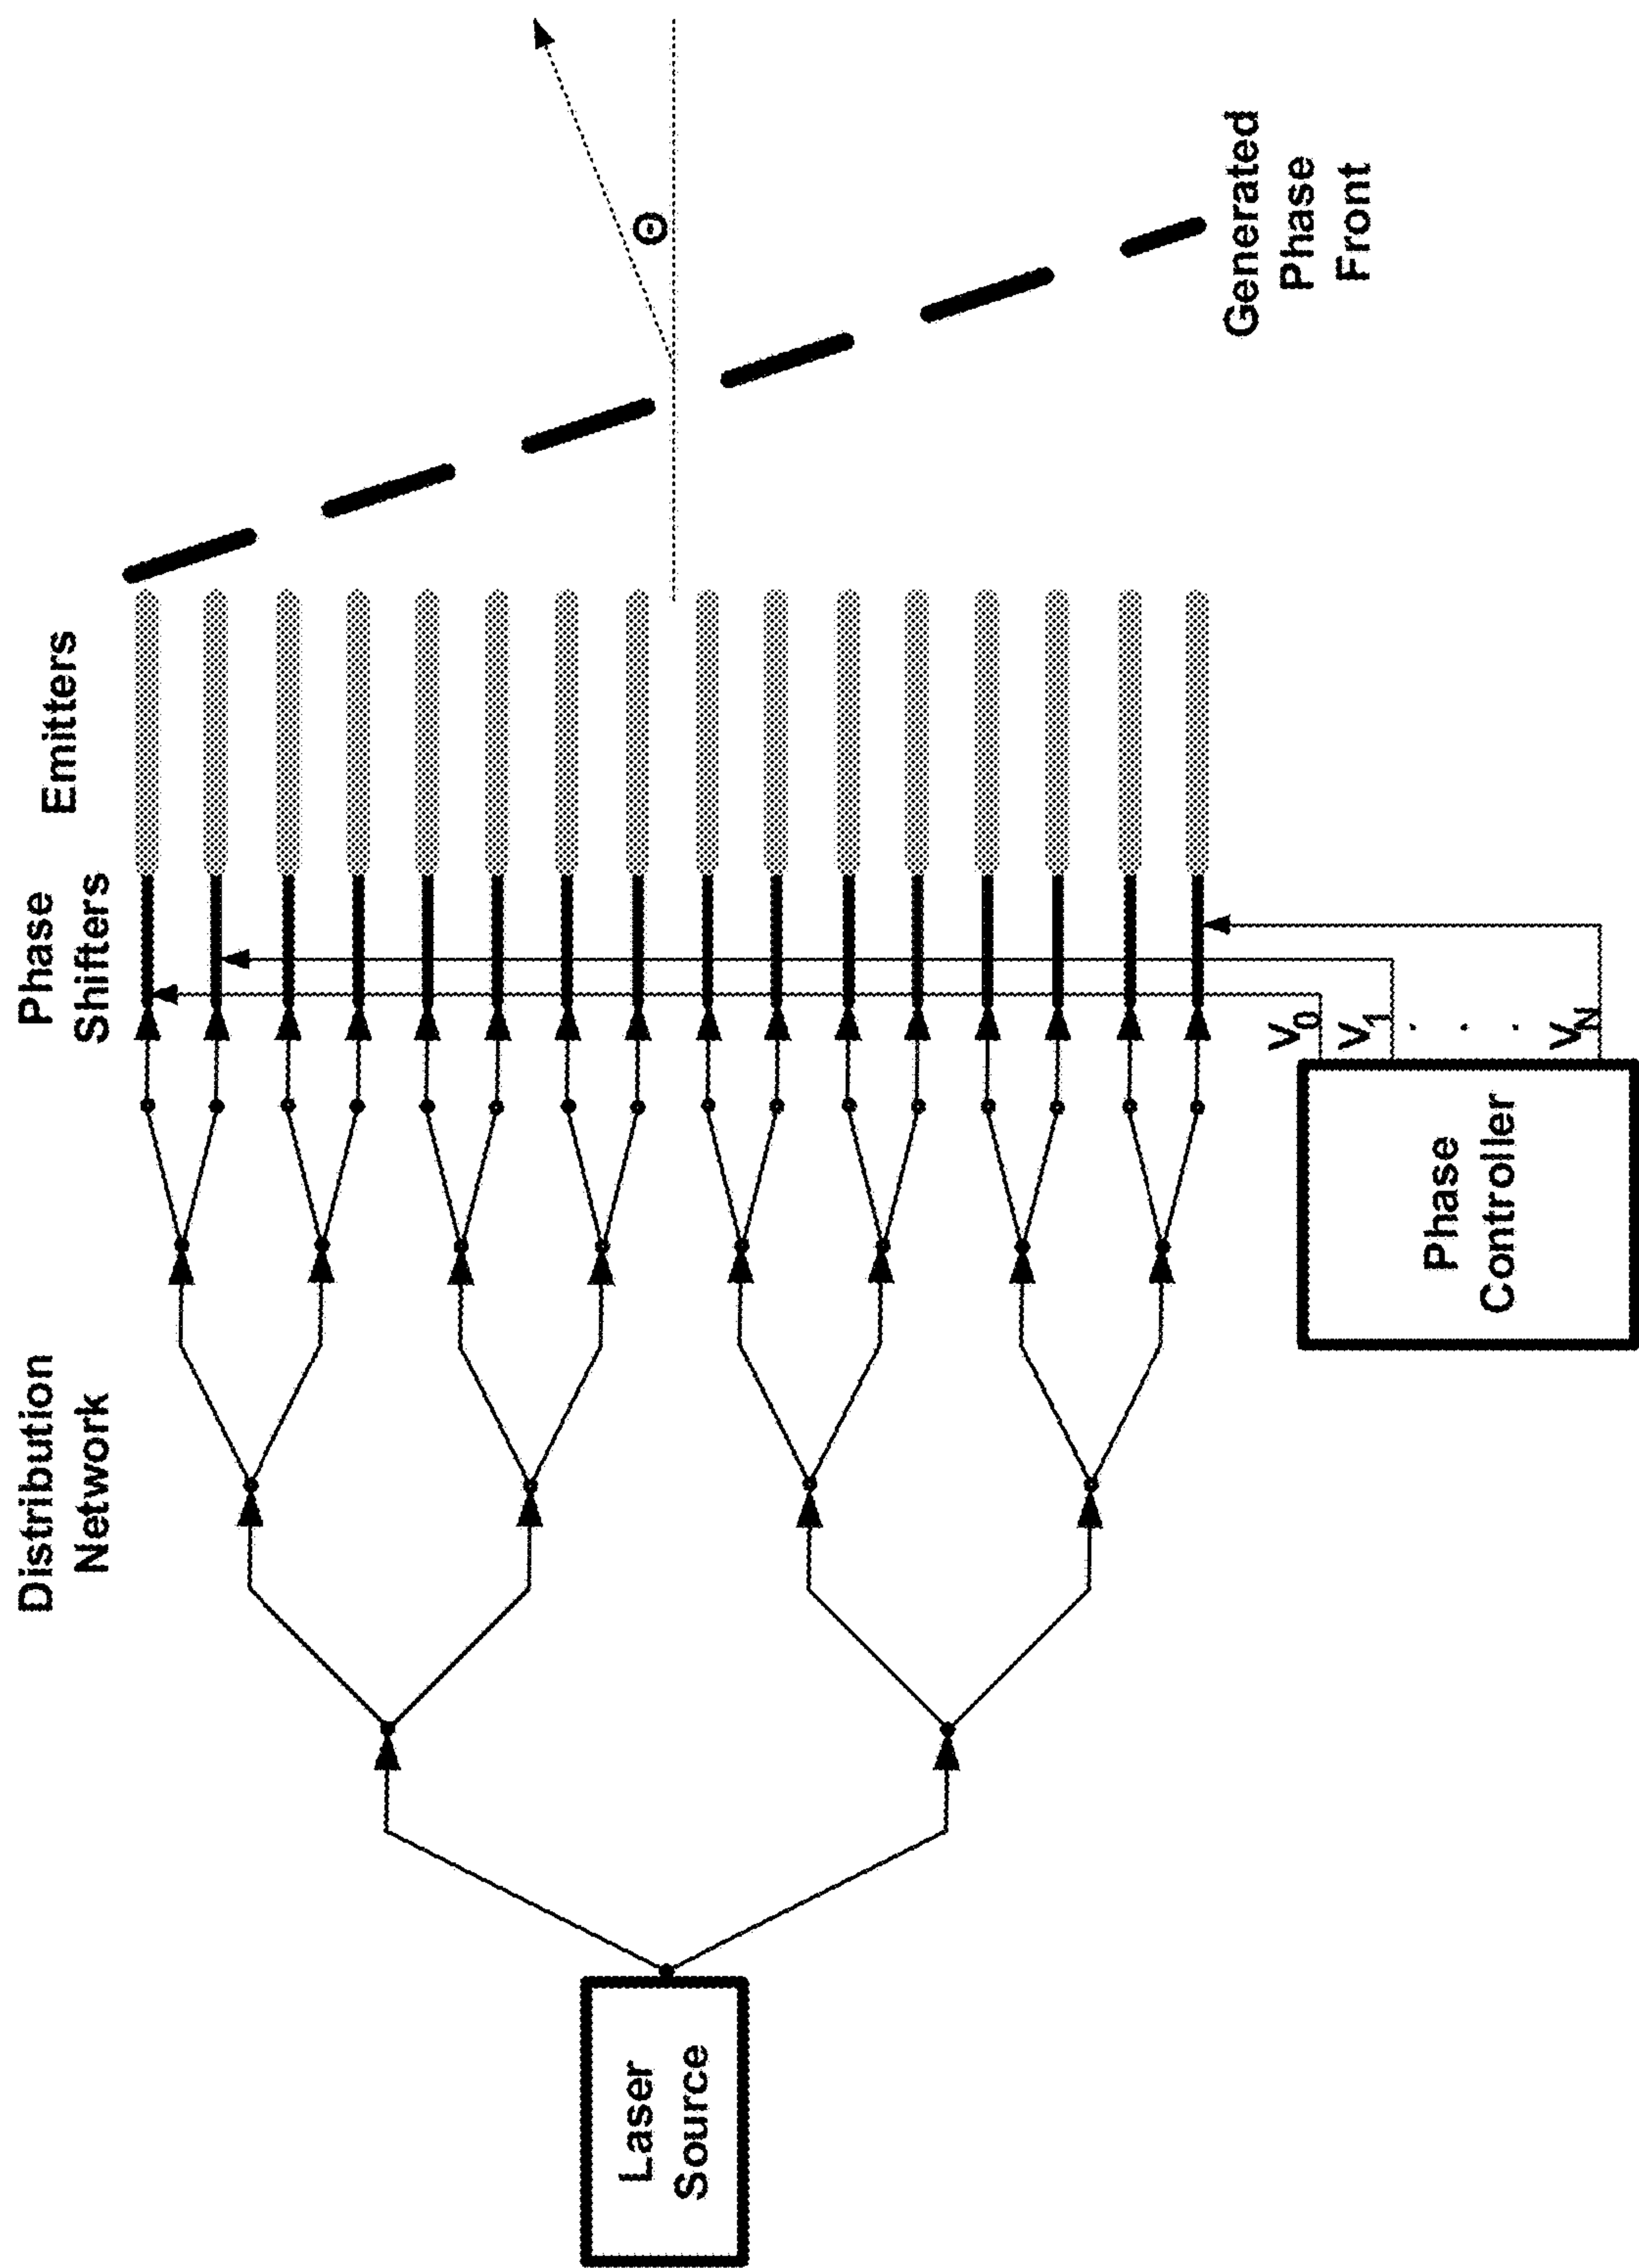 Distribution
Network
Phase
Shifters
Emitters
Laser
Source
Θ
Generated
Phase
Front
V0
V1
. . .
VN
Phase
Controller